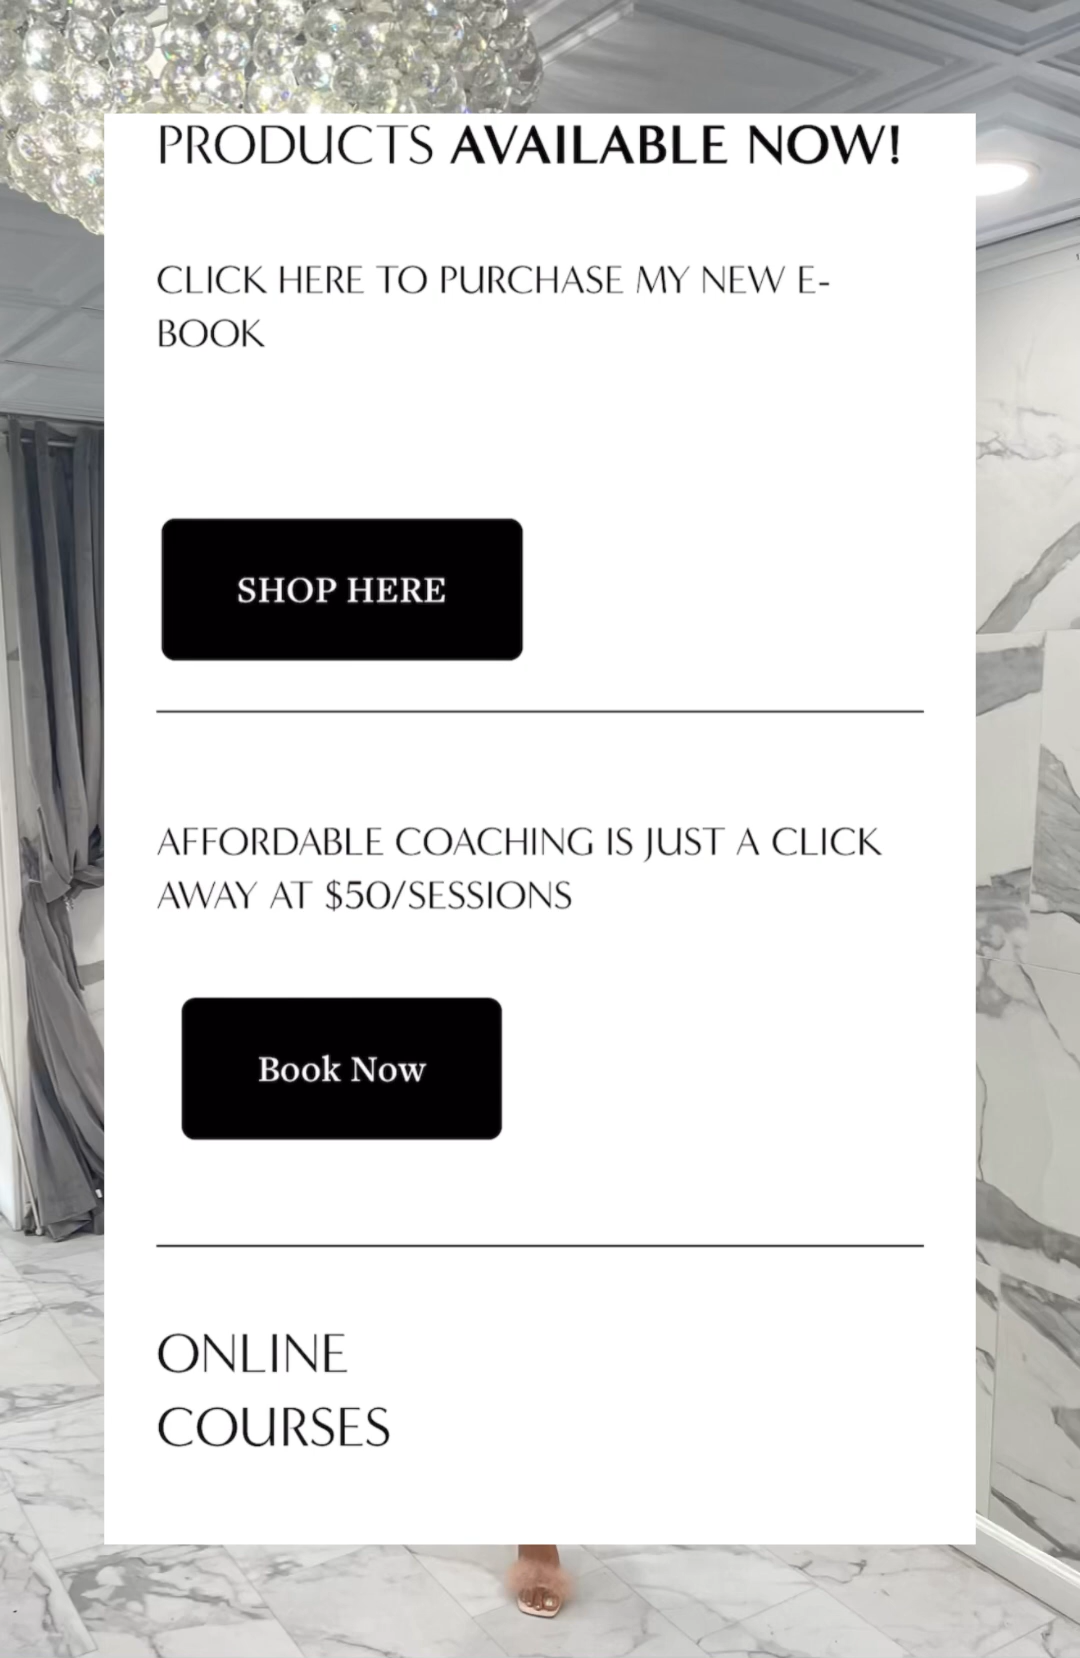 PRODUCTS AVAILABLE NOW!
CLICK HERE TO PURCHASE MY NEW E-
BOOK
SHOP HERE
AFFORDABLE COACHING IS JUST A CLICK
AWAY AT $50/SESSIONS
Book Now
ONLINE
COURSES